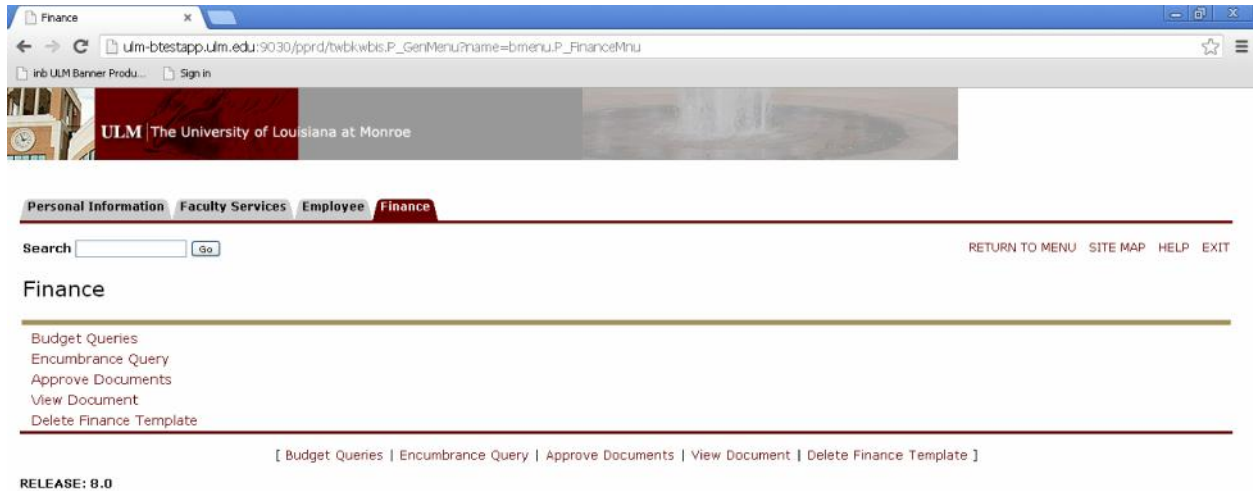 Finance
ulm-btestapp.ulm.edu:9030/pprd/twbkwbis.P_GenMenu?name=bmenu.P_FinanceMnu
inb ULM Banner Produ... Sign in
ULM The University of Louisiana at Monroe
Personal Information Faculty Services Employee Finance
Search Go RETURN TO MENU SITE MAP HELP EXIT
Finance
Budget Queries
Encumbrance Query
Approve Documents
View Document
Delete Finance Template
[ Budget Queries | Encumbrance Query | Approve Documents | View Document | Delete Finance Template ]
RELEASE: 8.0